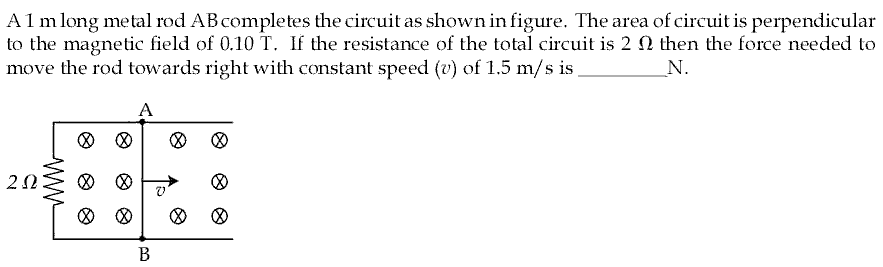 A 1 m long metal rod AB completes the circuit as shown in figure. The area of circuit is perpendicular
to the magnetic field of 0.10 T. If the resistance of the total circuit is 2 Ω then the force needed to
move the rod towards right with constant speed (v) of 1.5 m/s is ________N.
A
2 Ω
v
B